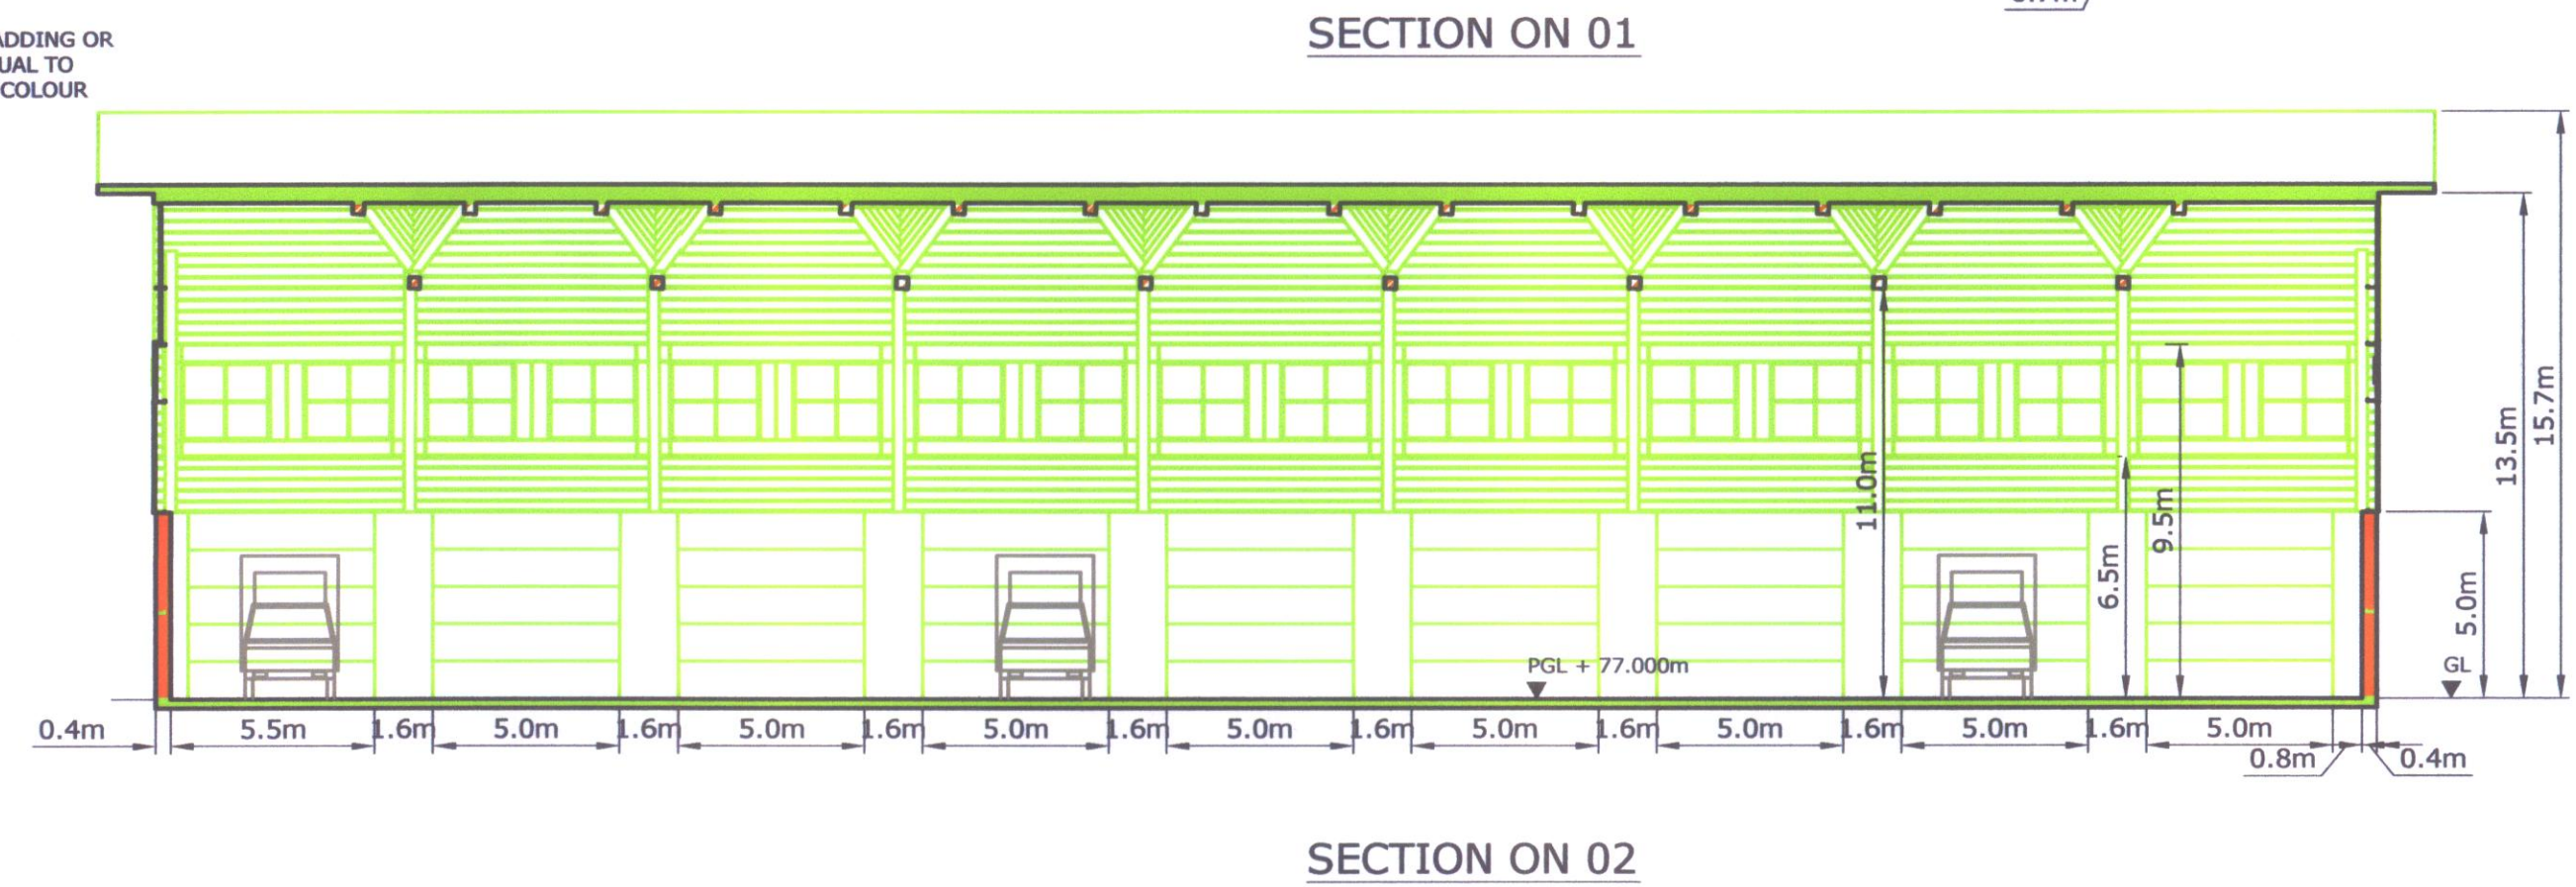 SECTION ON 01
ADDING OR
UAL TO
COLOUR
15.7m
13.5m
11.0m
9.5m
6.5m
5.0m
PGL + 77.000m
GL
0.4m 5.5m 1.6m 5.0m 1.6m 5.0m 1.6m 5.0m 1.6m 5.0m 1.6m 5.0m 1.6m 5.0m 1.6m 5.0m 1.6m 5.0m
0.8m 0.4m
SECTION ON 02